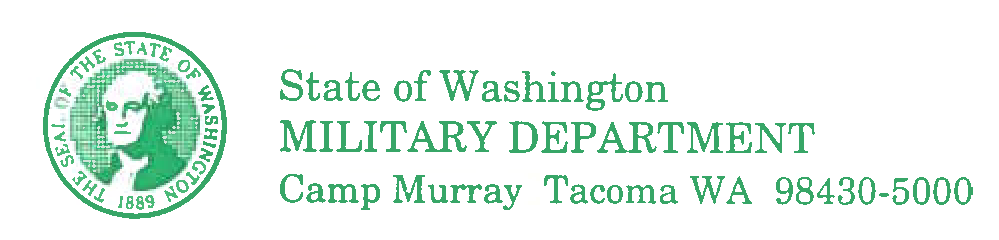 THE SEAL OF THE STATE OF WASHINGTON
1889
State of Washington
MILITARY DEPARTMENT
Camp Murray Tacoma WA 98430-5000